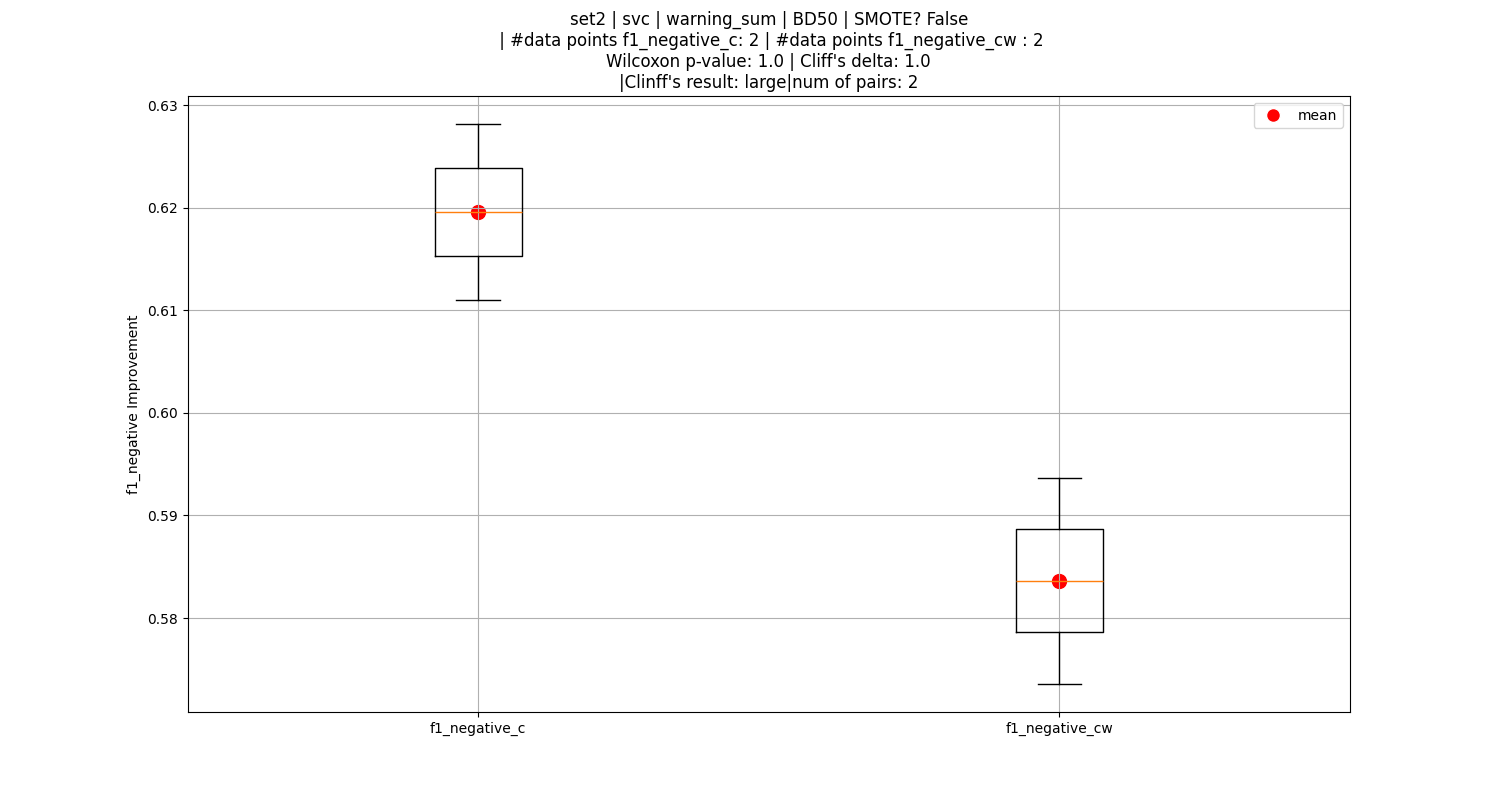 set2 | svc | warning_sum | BD50 | SMOTE? False
| #data points f1_negative_c: 2 | #data points f1_negative_cw : 2
Wilcoxon p-value: 1.0 | Cliff's delta: 1.0
|Clinff's result: large|num of pairs: 2
mean
f1_negative Improvement
0.63
0.62
0.61
0.60
0.59
0.58
f1_negative_c
f1_negative_cw